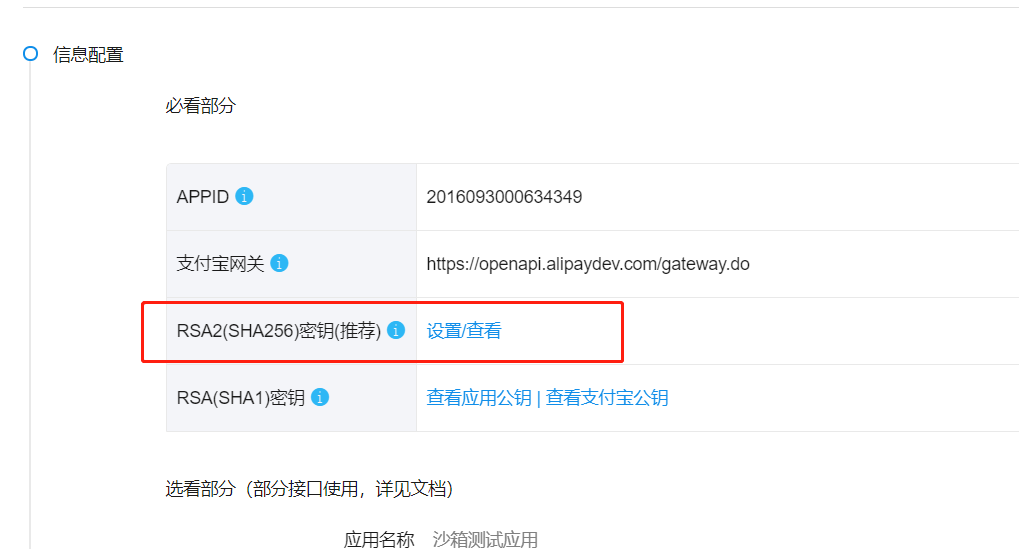 信息配置
必看部分
APPID 2016093000634349
支付宝网关 https://openapi.alipaydev.com/gateway.do
RSA2(SHA256)密钥(推荐) 设置/查看
RSA(SHA1)密钥 查看应用公钥 | 查看支付宝公钥
选看部分（部分接口使用，详见文档）
应用名称 沙箱测试应用